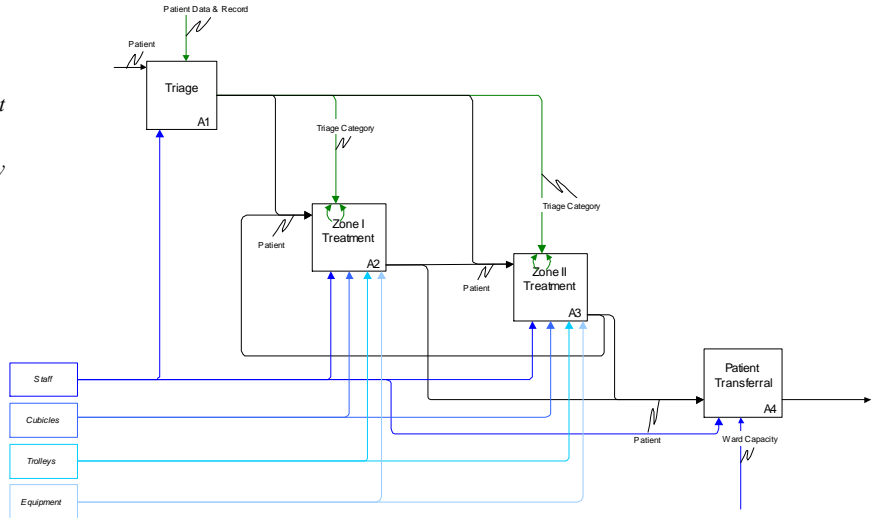 Patient Data & Record
Patient
Triage
A1
Triage Category
Triage Category
Zone I
Treatment
A2
Patient
Zone II
Treatment
A3
Patient
Patient
Transferral
A4
Staff
Cubicles
Patient
Ward Capacity
Trolleys
Equipment